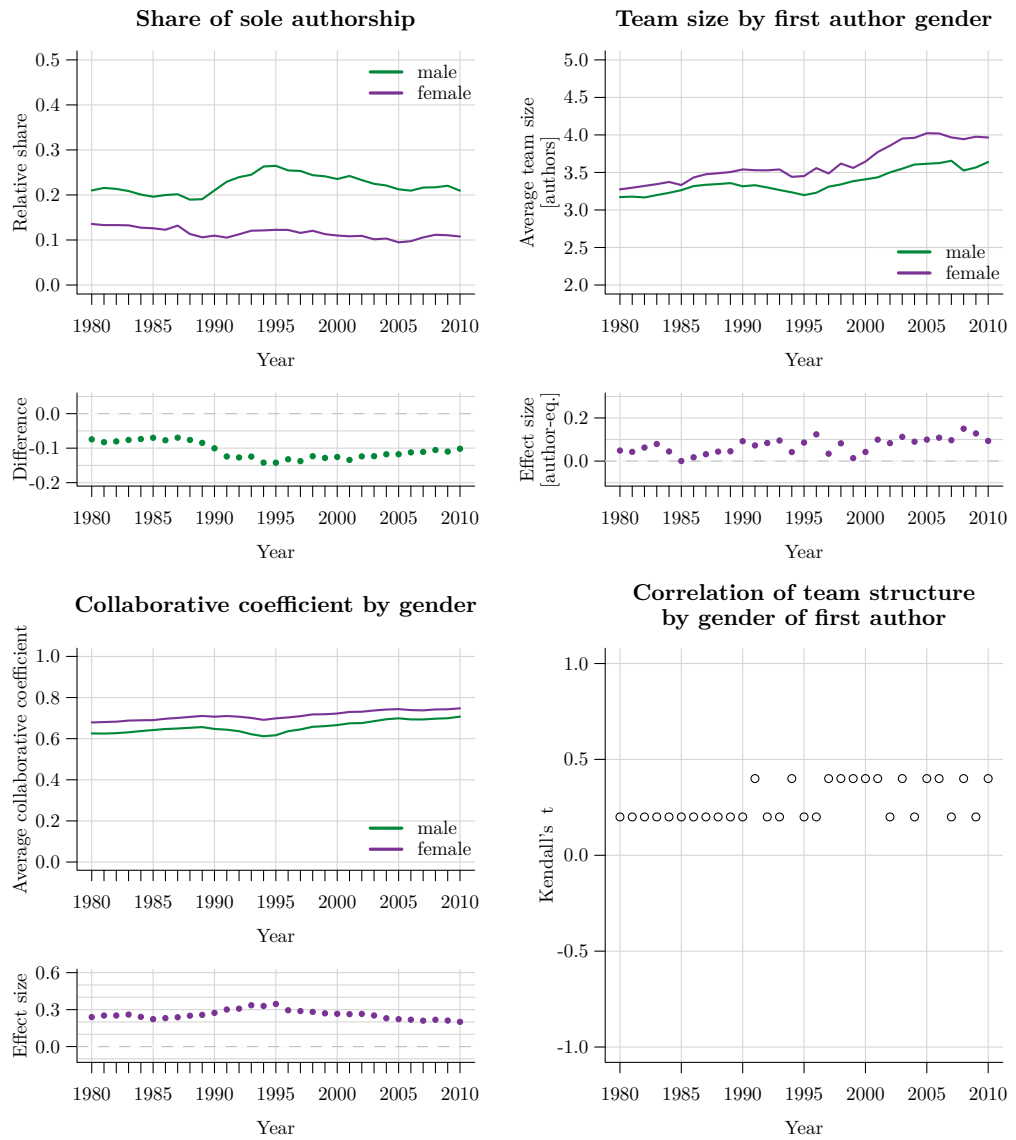 Share of sole authorship
0.5
0.4
0.3
0.2
0.1
0.0
Relative share
male
female
1980 1985 1990 1995 2000 2005 2010
Year
0.0
-0.1
-0.2
Difference
1980 1985 1990 1995 2000 2005 2010
Year
Team size by first author gender
5.0
4.5
4.0
3.5
3.0
2.5
2.0
Average team size
[authors]
male
female
1980 1985 1990 1995 2000 2005 2010
Year
0.2
0.0
Effect size
[author-eq.]
1980 1985 1990 1995 2000 2005 2010
Year
Collaborative coefficient by gender
1.0
0.8
0.6
0.4
0.2
0.0
Average collaborative coefficient
male
female
1980 1985 1990 1995 2000 2005 2010
Year
0.6
0.3
0.0
Effect size
1980 1985 1990 1995 2000 2005 2010
Year
Correlation of team structure
by gender of first author
1.0
0.5
0.0
-0.5
-1.0
Kendall's t
1980 1985 1990 1995 2000 2005 2010
Year